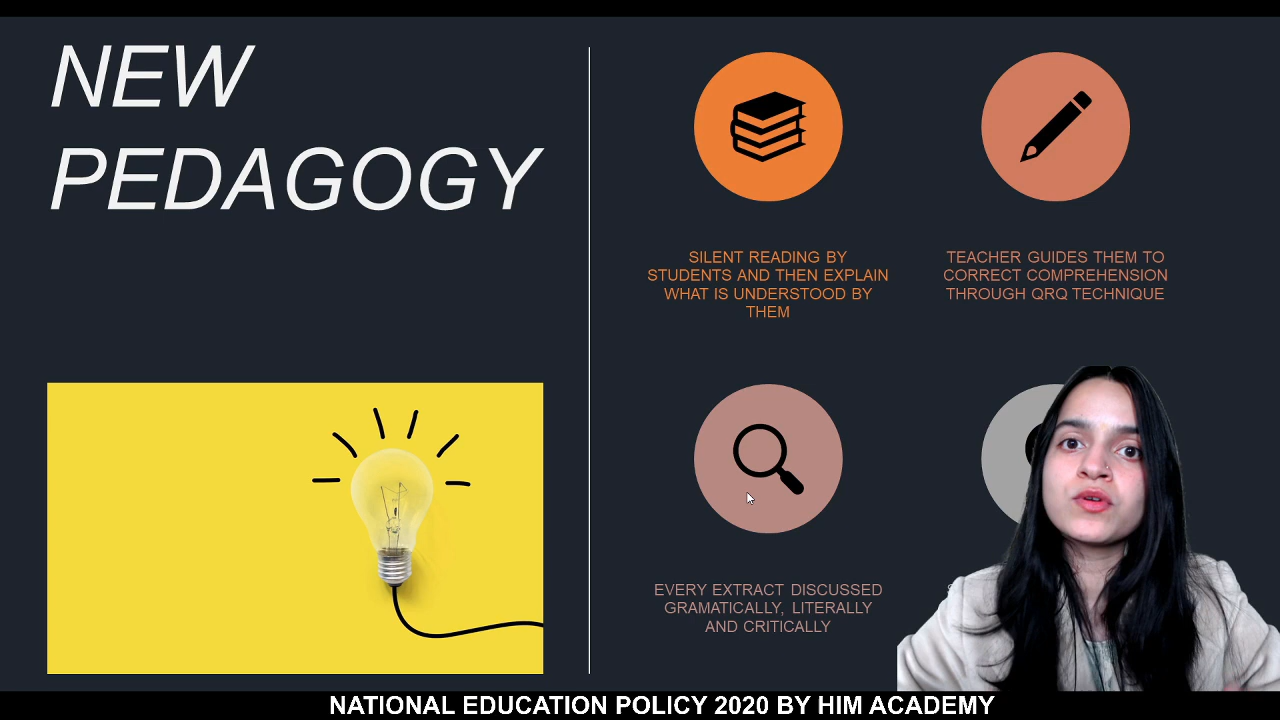 NEW
PEDAGOGY
SILENT READING BY
STUDENTS AND THEN EXPLAIN
WHAT IS UNDERSTOOD BY
THEM
TEACHER GUIDES THEM TO
CORRECT COMPREHENSION
THROUGH QRQ TECHNIQUE
EVERY EXTRACT DISCUSSED
GRAMATICALLY, LITERALLY
AND CRITICALLY
NATIONAL EDUCATION POLICY 2020 BY HIM ACADEMY